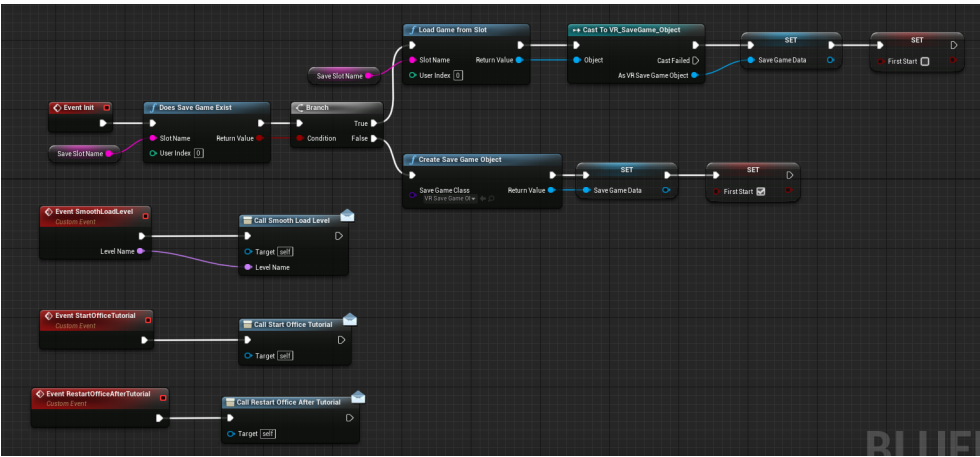 Load Game from Slot
Slot Name
Return Value
User Index 0
Cast To VR_SaveGame_Object
Object
Cast Failed
As VR Save Game Object
SET
Save Game Data
SET
First Start
Save Slot Name
Event Init
Does Save Game Exist
Slot Name
Return Value
User Index 0
Branch
True
Condition
False
Save Slot Name
Create Save Game Object
Save Game Class
VR Save Game Ol
Return Value
SET
Save Game Data
SET
First Start
Event SmoothLoadLevel
Custom Event
Level Name
Call Smooth Load Level
Target self
Level Name
Event StartOfficeTutorial
Custom Event
Call Start Office Tutorial
Target self
Event RestartOfficeAfterTutorial
Custom Event
Call Restart Office After Tutorial
Target self